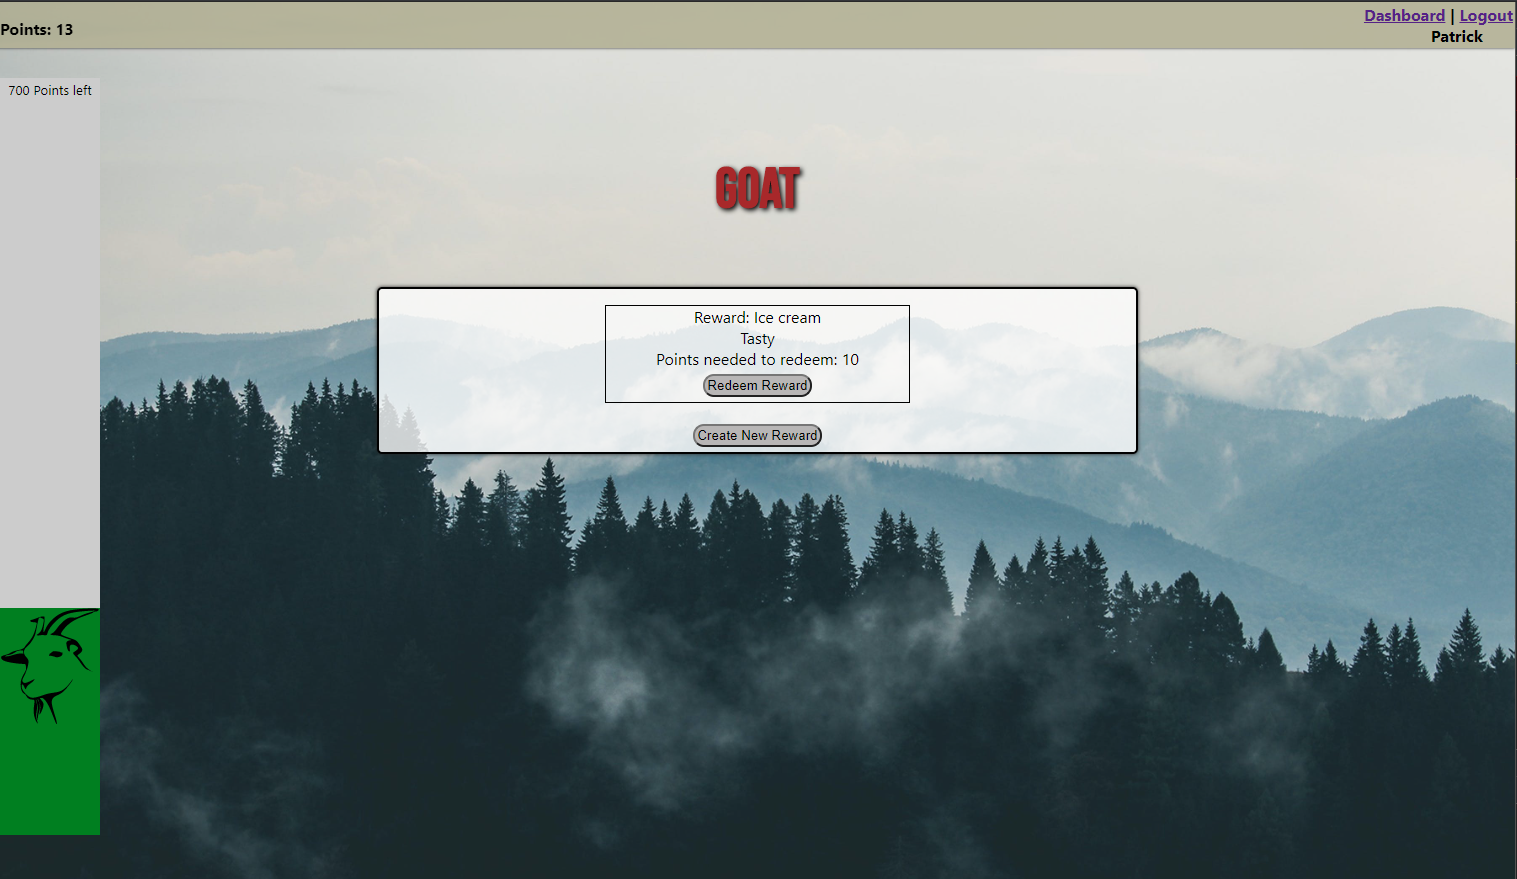 Points: 13
Dashboard | Logout
Patrick
700 Points left
GOAT
Reward: Ice cream
Tasty
Points needed to redeem: 10
Redeem Reward
Create New Reward